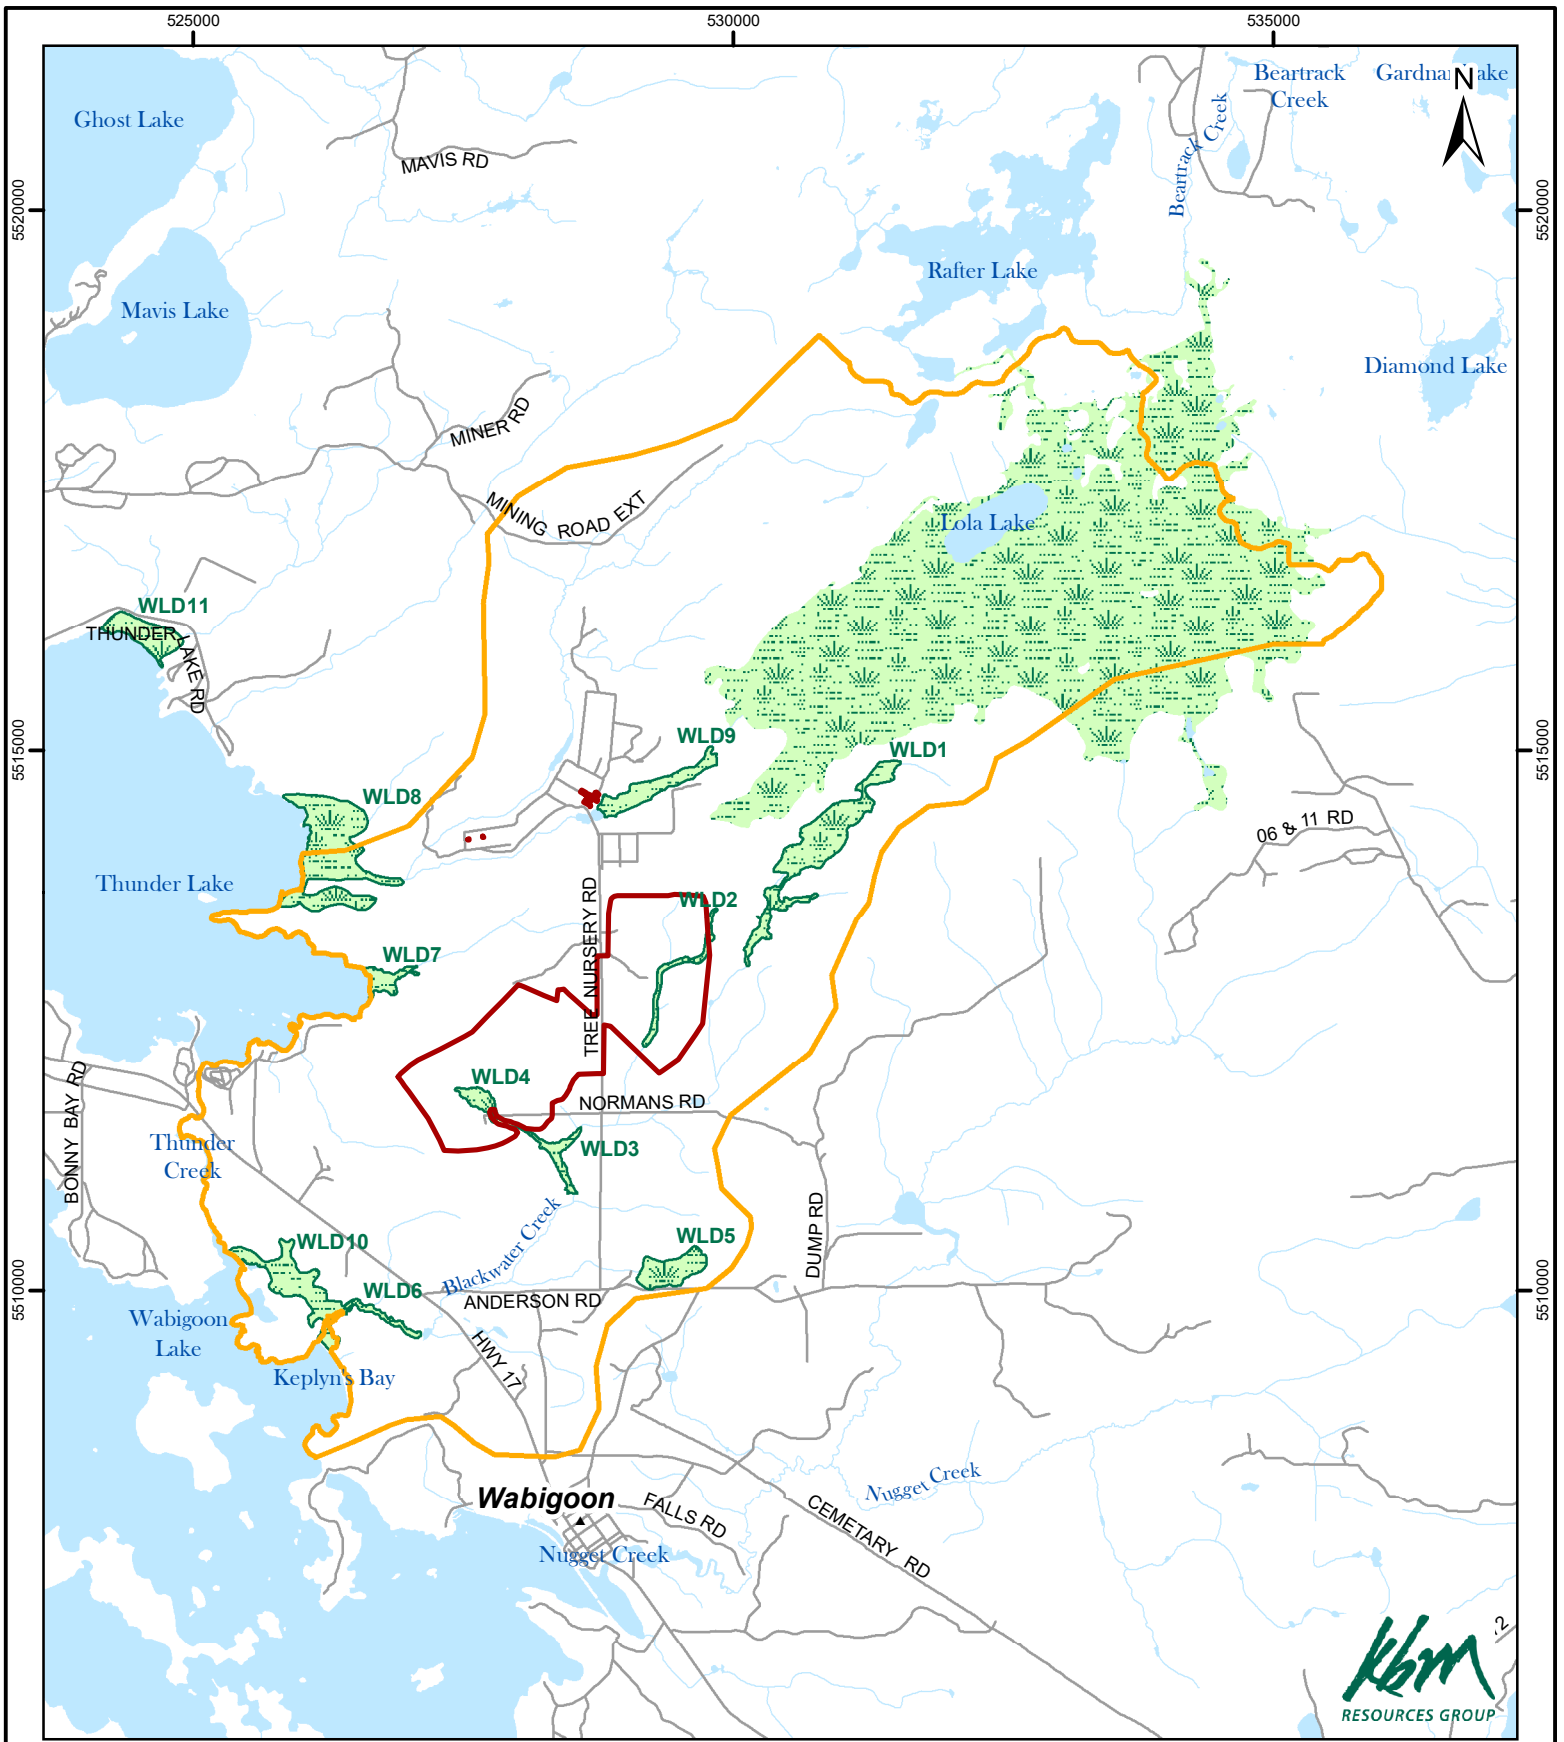 525000
530000
535000
Ghost Lake
Beartrack
Creek
Beartrack Creek
N
MAVIS RD
5520000
5520000
Rafter Lake
Mavis Lake
Diamond Lake
MINER RD
MINING ROAD EXT
Lola Lake
WLD11
THUNDER LAKE RD
5515000
5515000
WLD9
WLD1
WLD8
06 & 11 RD
Thunder Lake
WLD2
TREE NURSERY RD
WLD7
WLD4
NORMANS RD
BONNY BAY RD
Thunder
Creek
WLD3
Blackwater Creek
DUMP RD
WLD10
WLD5
5510000
5510000
WLD6
ANDERSON RD
Wabigoon
Lake
HWY 17
Keplyn's Bay
Nugget Creek
Wabigoon
FALLS RD
CEMETARY RD
Nugget Creek
kbm
RESOURCES GROUP